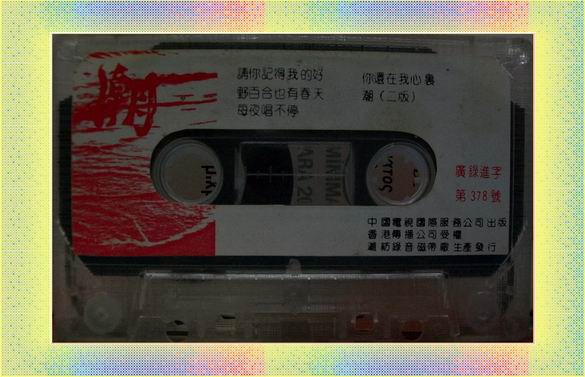 潮
請你記得我的好
野百合也有春天
每夜唱不停
你還在我心裏
潮（二版）
廣錄進字
第378號
中國電視國際服務公司出版
香港傳播公司受權
潍紡錄音磁帶廠生產發行